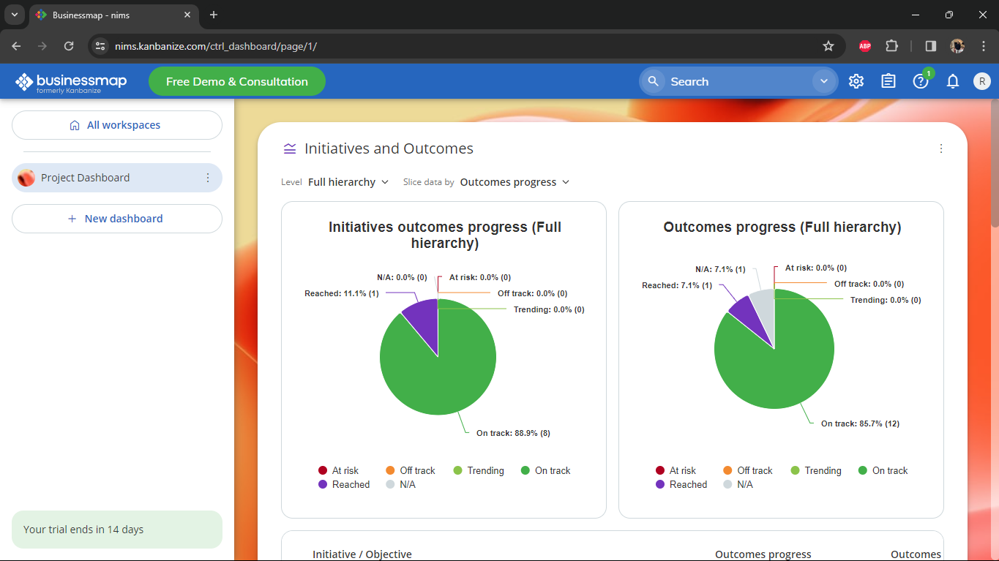 Businessmap - nims
nims.kanbanize.com/ctrl_dashboard/page/1/
ABP
businessmap
formerly Kanbanize
Free Demo & Consultation
Search
1
R
All workspaces
Project Dashboard
New dashboard
Your trial ends in 14 days
Initiatives and Outcomes
Level Full hierarchy Slice data by Outcomes progress
Initiatives outcomes progress (Full
hierarchy)
N/A: 0.0% (0)
At risk: 0.0% (0)
Reached: 11.1% (1)
Off track: 0.0% (0)
Trending: 0.0% (0)
On track: 88.9% (8)
At risk Off track Trending On track
Reached N/A
Outcomes progress (Full hierarchy)
N/A: 7.1% (1)
At risk: 0.0% (0)
Reached: 7.1% (1)
Off track: 0.0% (0)
Trending: 0.0% (0)
On track: 85.7% (12)
At risk Off track Trending On track
Reached N/A
Initiative / Objective Outcomes progress Outcomes